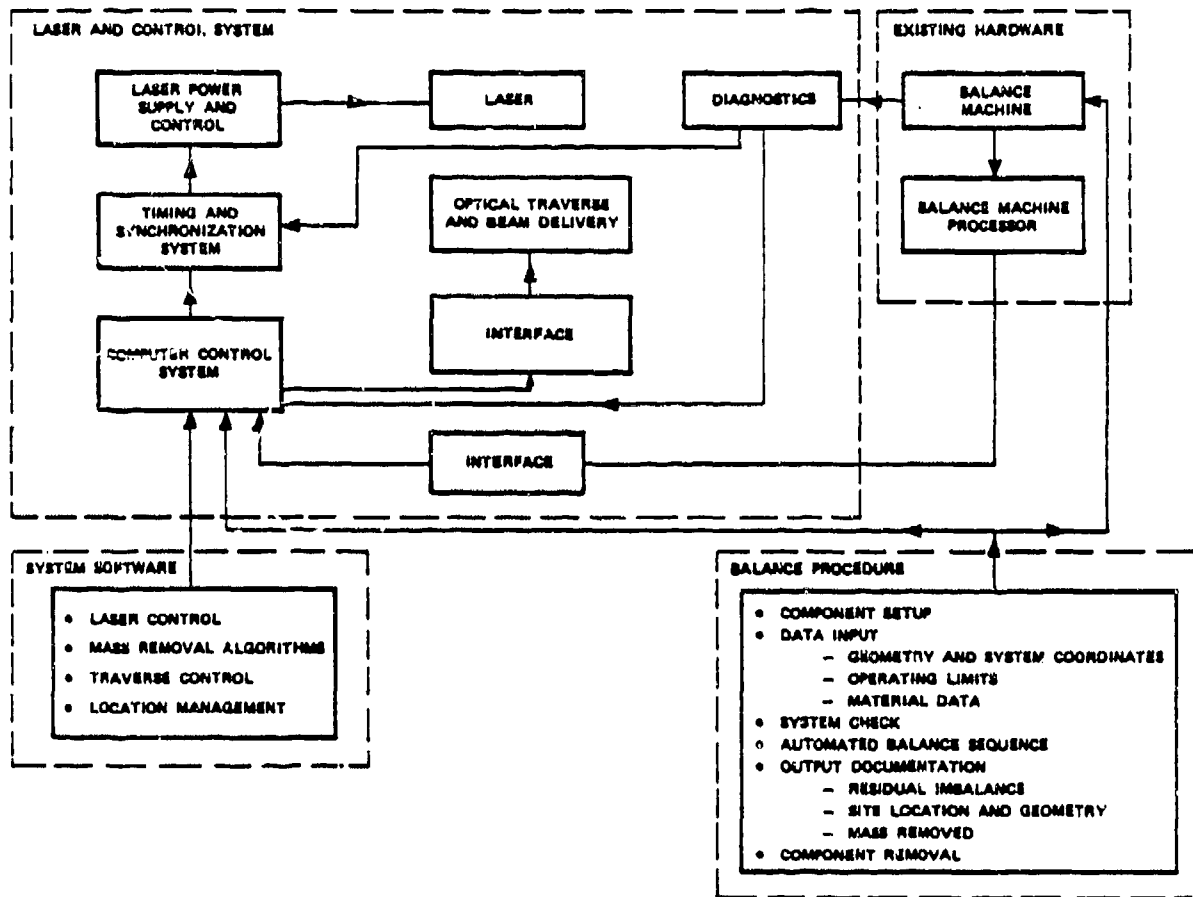 LASER AND CONTROL SYSTEM
LASER POWER
SUPPLY AND
CONTROL
LASER
DIAGNOSTICS
TIMING AND
SYNCHRONIZATION
SYSTEM
OPTICAL TRAVERSE
AND BEAM DELIVERY
COMPUTER CONTROL
SYSTEM
INTERFACE
INTERFACE
EXISTING HARDWARE
BALANCE
MACHINE
BALANCE MACHINE
PROCESSOR
SYSTEM SOFTWARE
• LASER CONTROL
• MASS REMOVAL ALGORITHMS
• TRAVERSE CONTROL
• LOCATION MANAGEMENT
BALANCE PROCEDURE
• COMPONENT SETUP
• DATA INPUT
– GEOMETRY AND SYSTEM COORDINATES
– OPERATING LIMITS
– MATERIAL DATA
• SYSTEM CHECK
• AUTOMATED BALANCE SEQUENCE
• OUTPUT DOCUMENTATION
– RESIDUAL IMBALANCE
– SITE LOCATION AND GEOMETRY
– MASS REMOVED
• COMPONENT REMOVAL